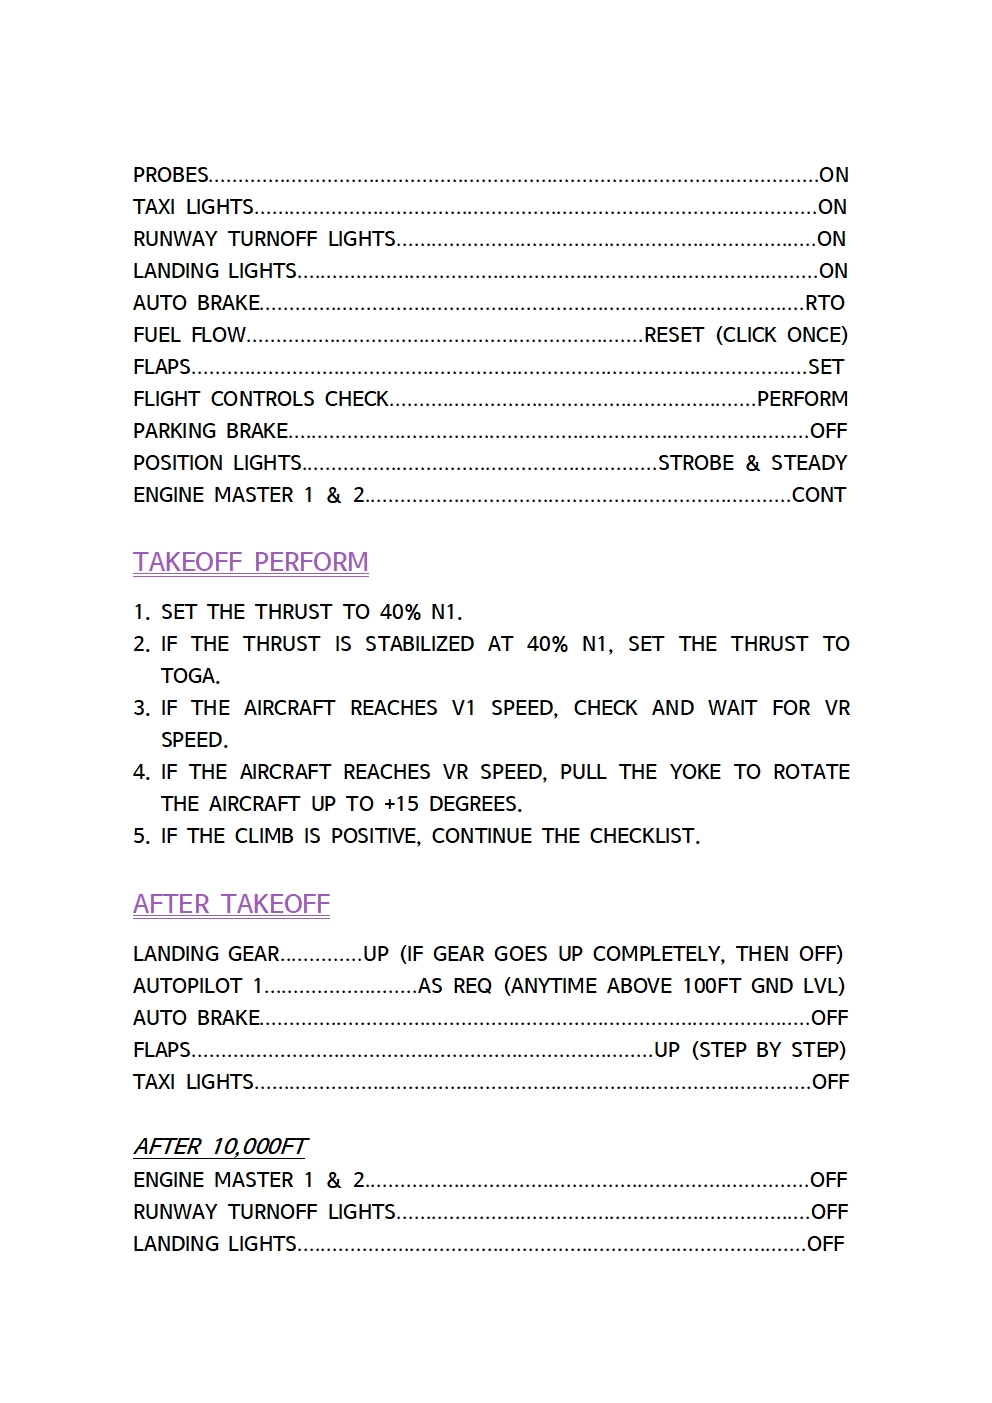 PROBES........................................................................................................ON
TAXI LIGHTS................................................................................................ON
RUNWAY TURNOFF LIGHTS........................................................................ON
LANDING LIGHTS.........................................................................................ON
AUTO BRAKE.............................................................................................RTO
FUEL FLOW....................................................................RESET (CLICK ONCE)
FLAPS.........................................................................................................SET
FLIGHT CONTROLS CHECK...............................................................PERFORM
PARKING BRAKE.........................................................................................OFF
POSITION LIGHTS.............................................................STROBE & STEADY
ENGINE MASTER 1 & 2.........................................................................CONT
TAKEOFF PERFORM
1. SET THE THRUST TO 40% N1.
2. IF THE THRUST IS STABILIZED AT 40% N1, SET THE THRUST TO
TOGA.
3. IF THE AIRCRAFT REACHES V1 SPEED, CHECK AND WAIT FOR VR
SPEED.
4. IF THE AIRCRAFT REACHES VR SPEED, PULL THE YOKE TO ROTATE
THE AIRCRAFT UP TO +15 DEGREES.
5. IF THE CLIMB IS POSITIVE, CONTINUE THE CHECKLIST.
AFTER TAKEOFF
LANDING GEAR..............UP (IF GEAR GOES UP COMPLETELY, THEN OFF)
AUTOPILOT 1..........................AS REQ (ANYTIME ABOVE 100FT GND LVL)
AUTO BRAKE..............................................................................................OFF
FLAPS...............................................................................UP (STEP BY STEP)
TAXI LIGHTS...............................................................................................OFF
AFTER 10,000FT
ENGINE MASTER 1 & 2............................................................................OFF
RUNWAY TURNOFF LIGHTS.......................................................................OFF
LANDING LIGHTS.......................................................................................OFF